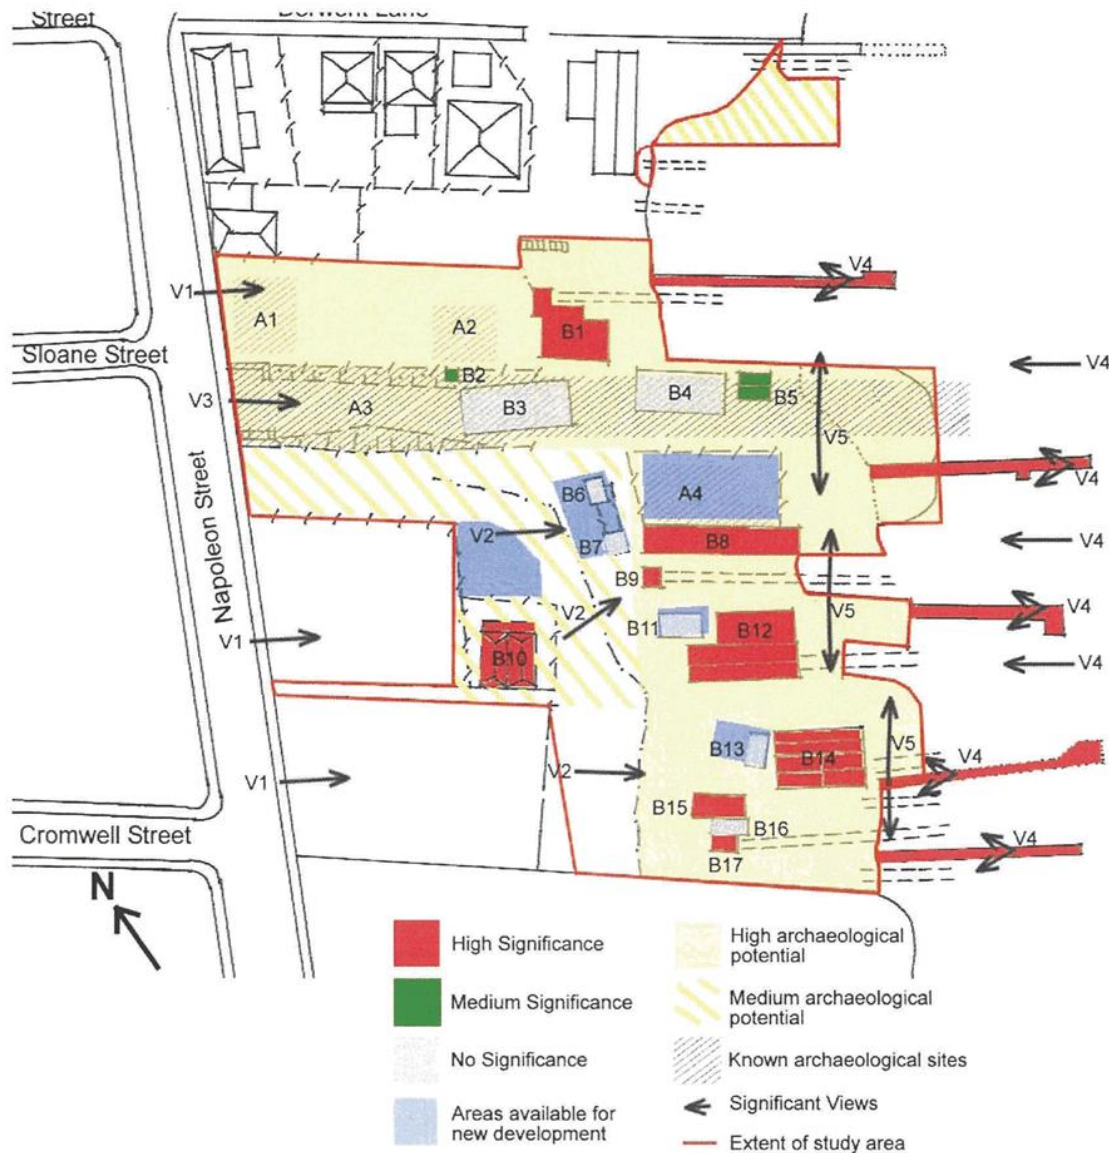 Street
Derwent Lane
V4
V1
A1
A2
B1
Sloane Street
V4
B2
B4
B5
V3
A3
B3
V5
V4
B6
A4
Napoleon Street
V2
B7
B8
V4
B9
V2
V5
V4
B11
B12
V1
B10
V4
B13
B14
V5
V4
V1
V2
B15
B16
Cromwell Street
B17
V4
N
High Significance
Medium Significance
No Significance
Areas available for
new development
High archaeological
potential
Medium archaeological
potential
Known archaeological sites
Significant Views
Extent of study area